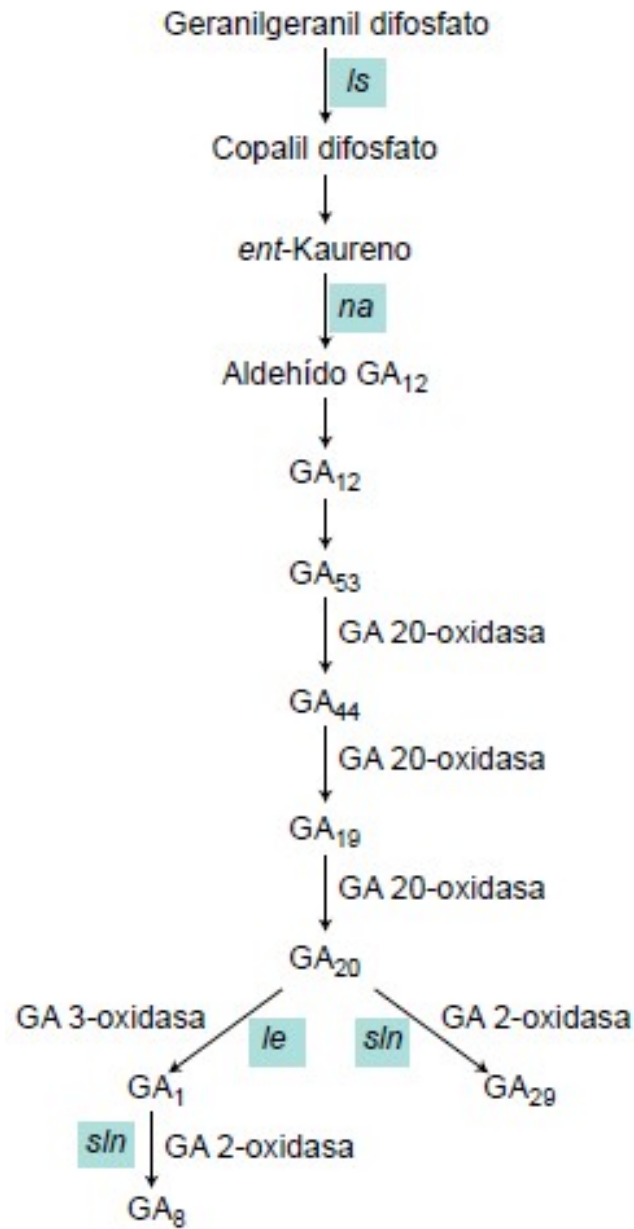 Geranilgeranil difosfato
ls
Copalil difosfato
ent-Kaureno
na
Aldehído GA12
GA12
GA53
GA 20-oxidasa
GA44
GA 20-oxidasa
GA19
GA 20-oxidasa
GA20
GA 3-oxidasa le sln GA 2-oxidasa
GA1 GA29
sln GA 2-oxidasa
GA8